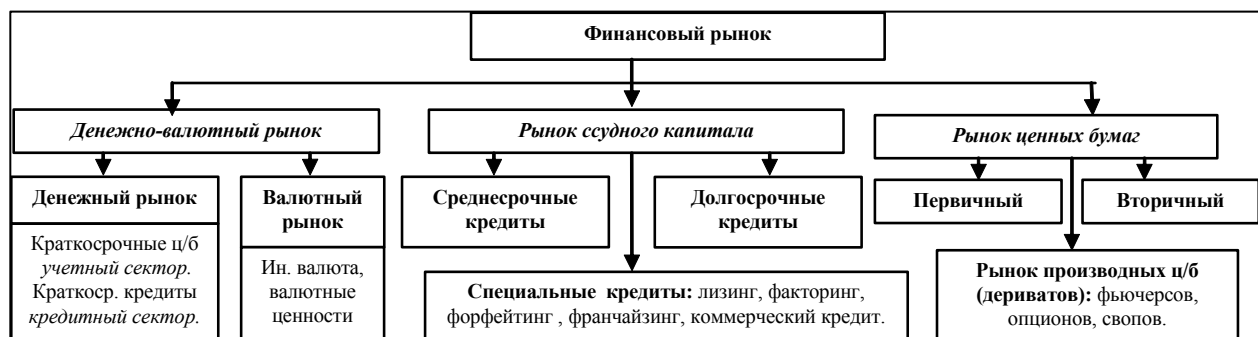 Финансовый рынок
Денежно-валютный рынок
Рынок ссудного капитала
Рынок ценных бумаг
Денежный рынок
Краткосрочные ц/б
учетный сектор.
Краткоср. кредиты
кредитный сектор.
Валютный
рынок
Ин. валюта,
валютные
ценности
Среднесрочные
кредиты
Долгосрочные
кредиты
Специальные кредиты: лизинг, факторинг,
форфейтинг , франчайзинг, коммерческий кредит.
Первичный
Вторичный
Рынок производных ц/б
(дериватов): фьючерсов,
опционов, свопов.